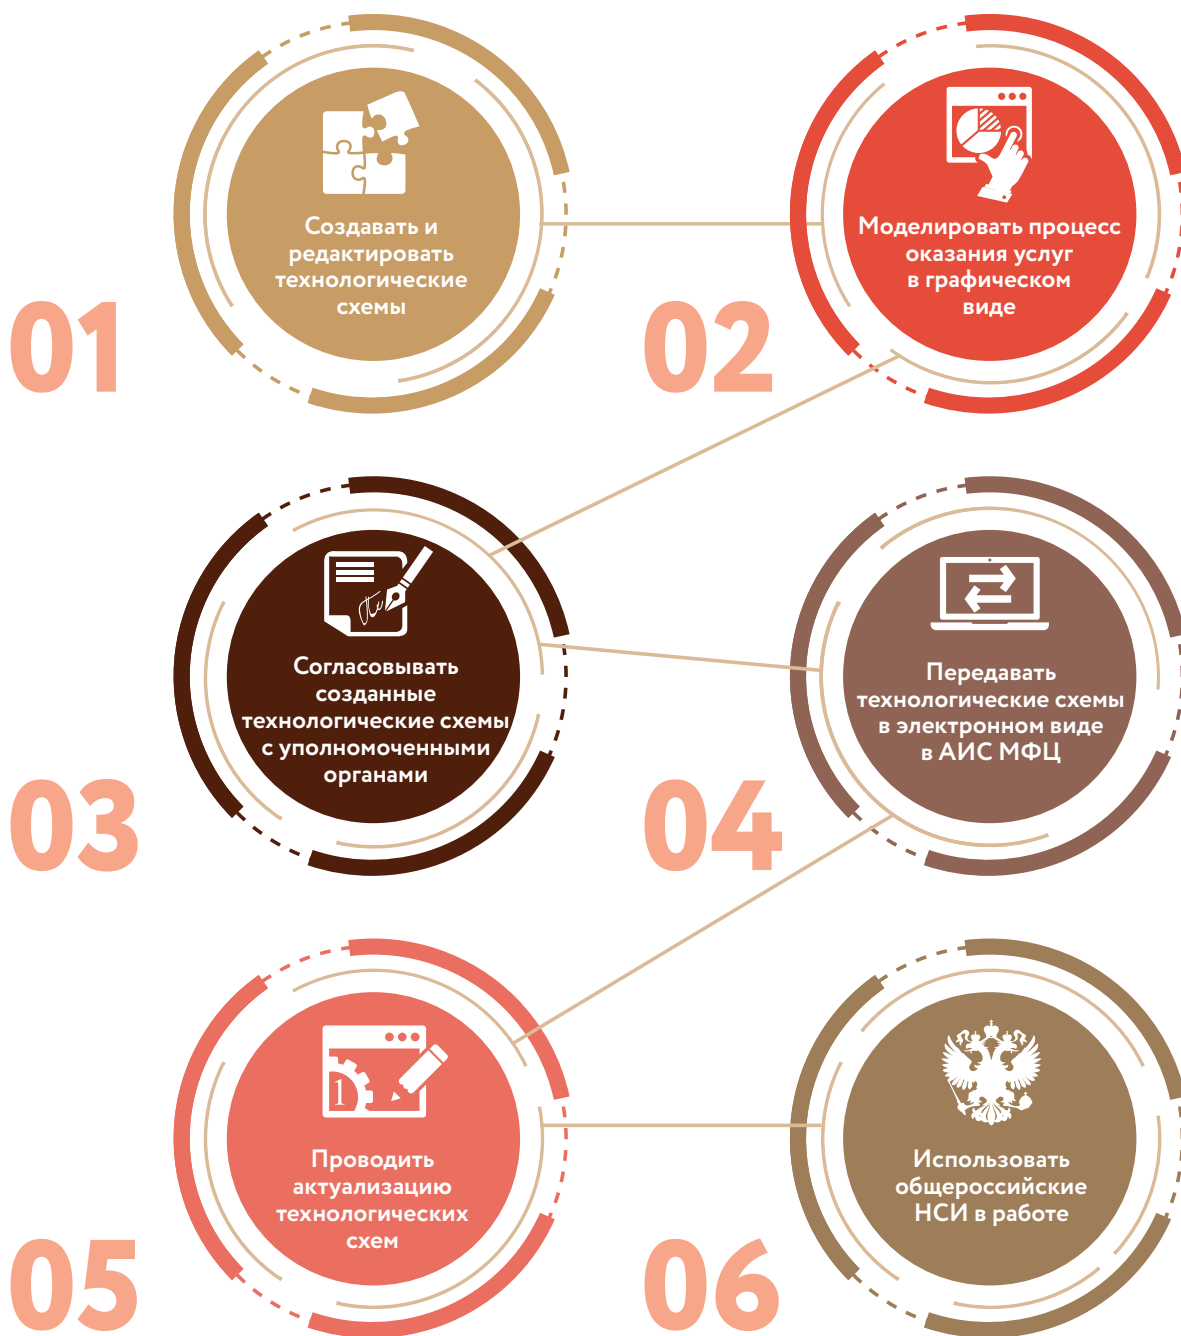 01
Создавать и
редактировать
технологические
схемы
02
Моделировать процесс
оказания услуг
в графическом
виде
03
Согласовывать
созданные
технологические схемы
с уполномоченными
органами
04
Передавать
технологические схемы
в электронном виде
в АИС МФЦ
05
1
Проводить
актуализацию
технологических
схем
06
Использовать
общероссийские
НСИ в работе